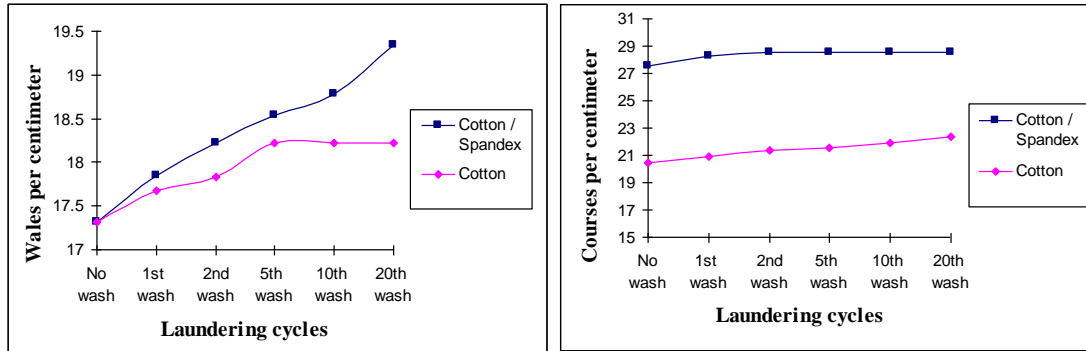 Wales per centimeter
19.5
19
18.5
18
17.5
17
No wash
1st wash
2nd wash
5th wash
10th wash
20th wash
Laundering cycles
Cotton /
Spandex
Cotton
Courses per centimeter
31
29
27
25
23
21
19
17
15
No wash
1st wash
2nd wash
5th wash
10th wash
20th wash
Laundering cycles
Cotton /
Spandex
Cotton